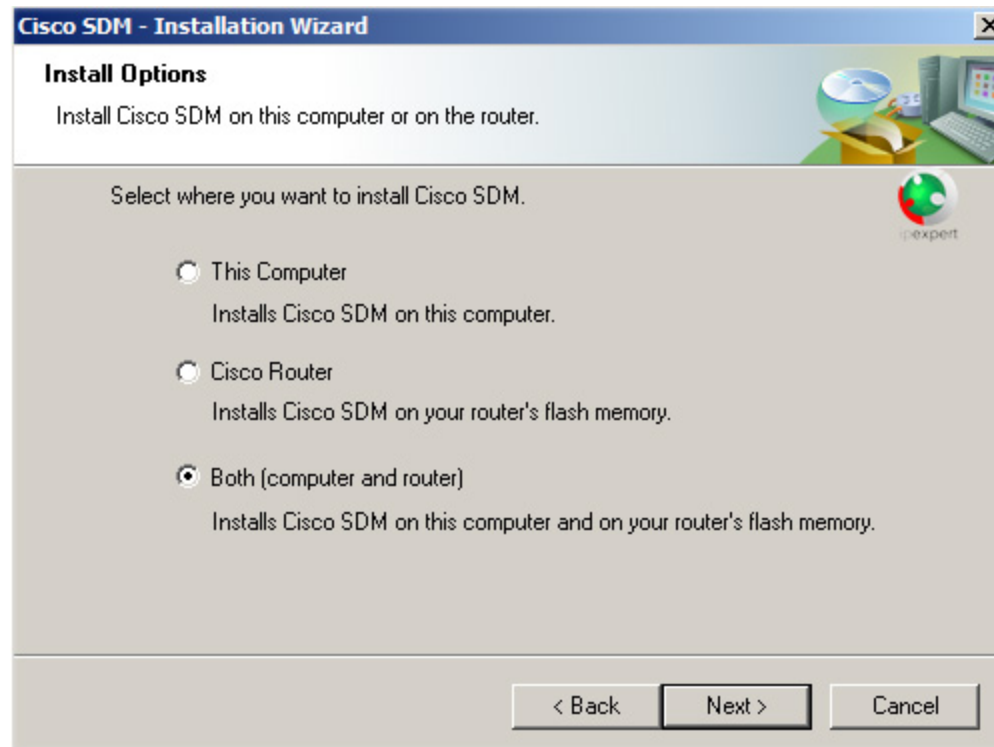 Cisco SDM - Installation Wizard
Install Options
Install Cisco SDM on this computer or on the router.
Select where you want to install Cisco SDM.
ipexpert
This Computer
Installs Cisco SDM on this computer.
Cisco Router
Installs Cisco SDM on your router's flash memory.
Both (computer and router)
Installs Cisco SDM on this computer and on your router's flash memory.
< Back Next > Cancel